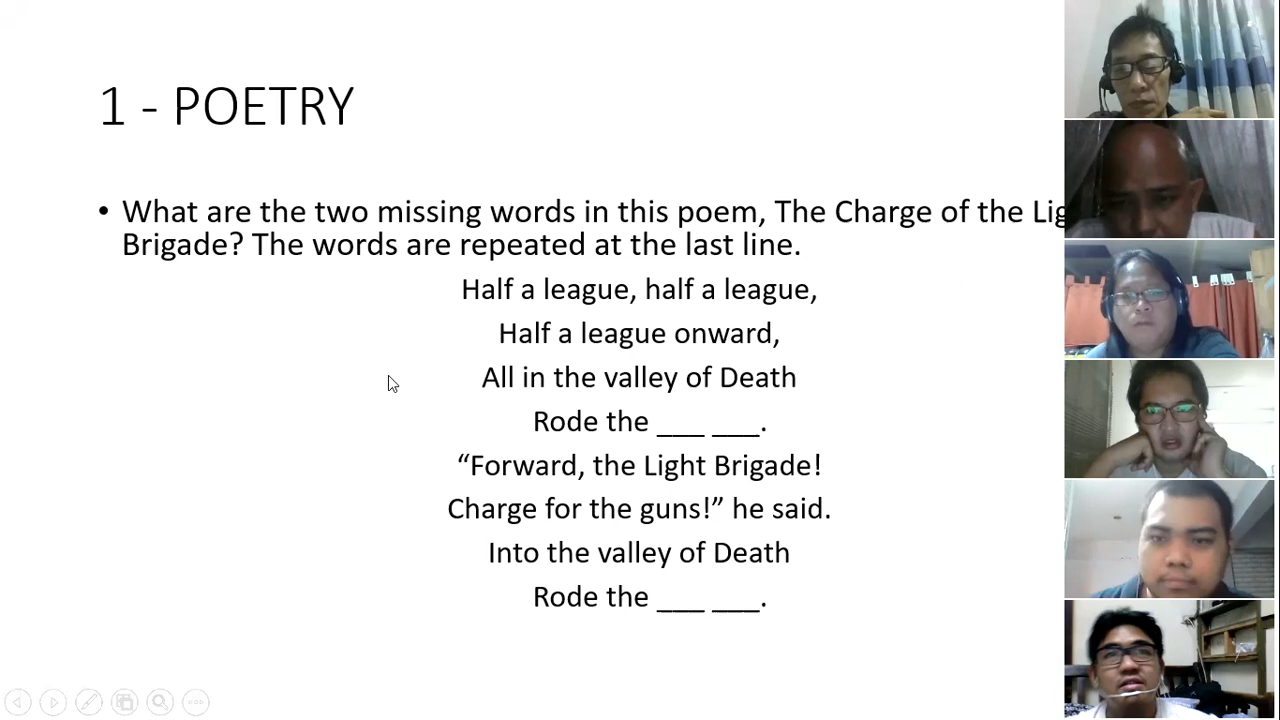 1 - POETRY
• What are the two missing words in this poem, The Charge of the
Brigade? The words are repeated at the last line.
Half a league, half a league,
Half a league onward,
All in the valley of Death
Rode the ___ ___.
“Forward, the Light Brigade!
Charge for the guns!” he said.
Into the valley of Death
Rode the ___ ___.